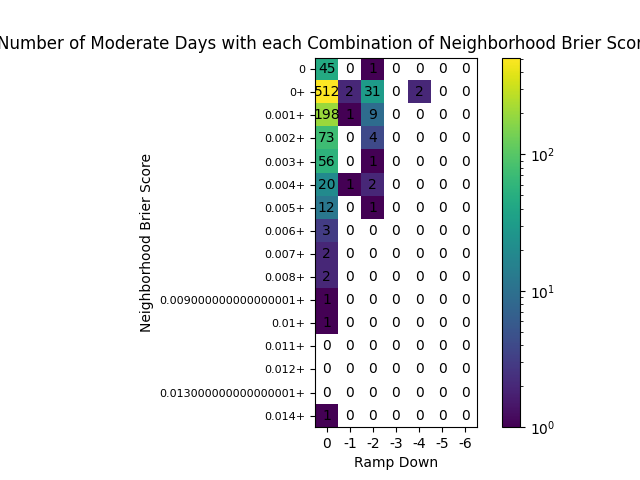 Number of Moderate Days with each Combination of Neighborhood Brier Scor
0 45 0 1 0 0 0 0
0+ 512 2 31 0 2 0 0
0.001+ 198 1 9 0 0 0 0
0.002+ 73 0 4 0 0 0 0
0.003+ 56 0 1 0 0 0 0
0.004+ 20 1 2 0 0 0 0
0.005+ 12 0 1 0 0 0 0
0.006+ 3 0 0 0 0 0 0
0.007+ 2 0 0 0 0 0 0
0.008+ 2 0 0 0 0 0 0
0.009000000000000001+ 1 0 0 0 0 0 0
0.01+ 1 0 0 0 0 0 0
0.011+ 0 0 0 0 0 0 0
0.012+ 0 0 0 0 0 0 0
0.013000000000000001+ 0 0 0 0 0 0 0
0.014+ 1 0 0 0 0 0 0
0 -1 -2 -3 -4 -5 -6
Ramp Down
Neighborhood Brier Score
10²
10¹
10⁰